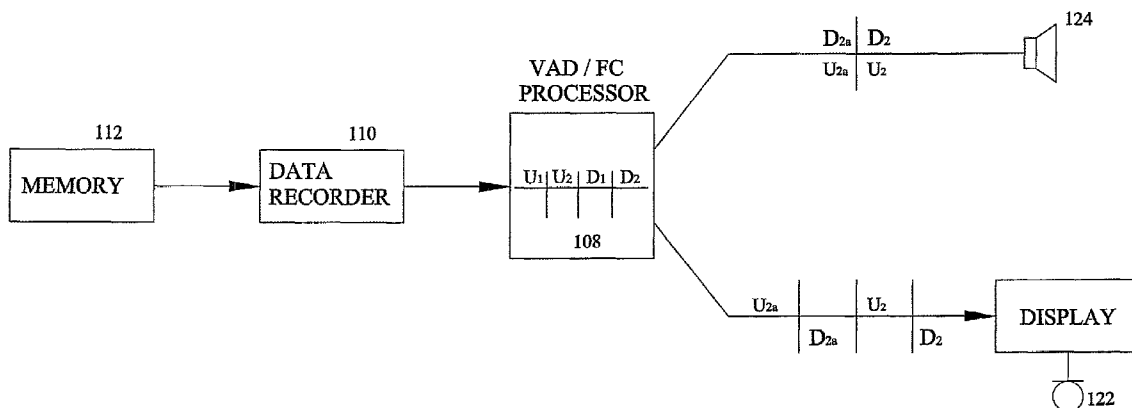 124
D2a D2
U2a U2
VAD / FC
PROCESSOR
112
110
MEMORY
DATA
RECORDER
U1 U2 D1 D2
108
U2a U2
D2a D2
DISPLAY
122